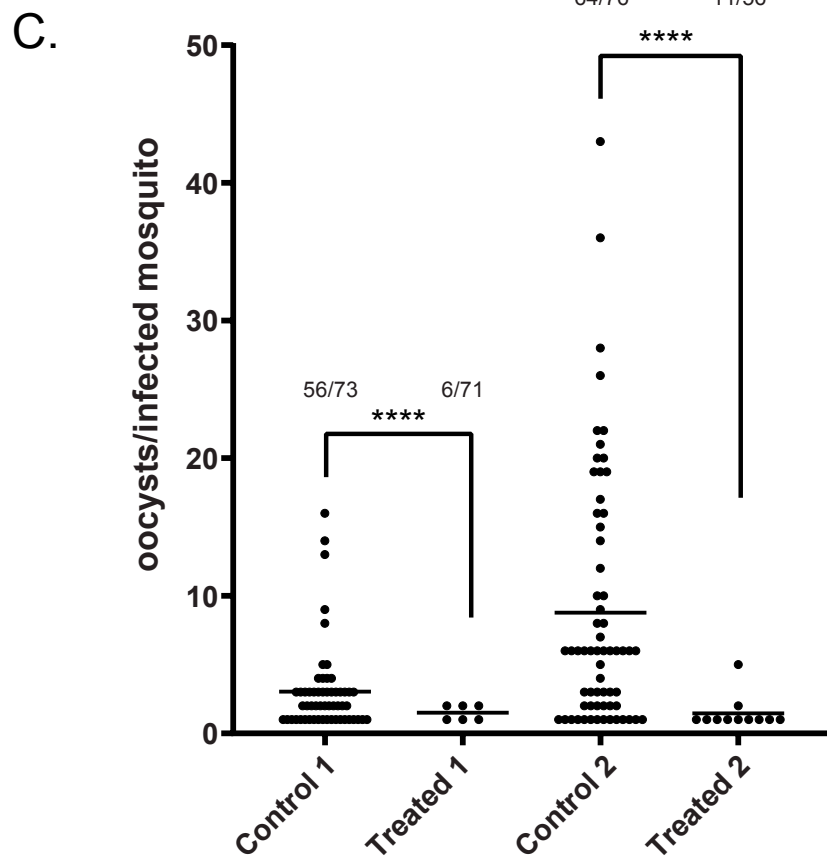 C.
****
50
40
30
20
10
0
oocysts/infected mosquito
56/73 6/71
****
Control 1
Treated 1
Control 2
Treated 2